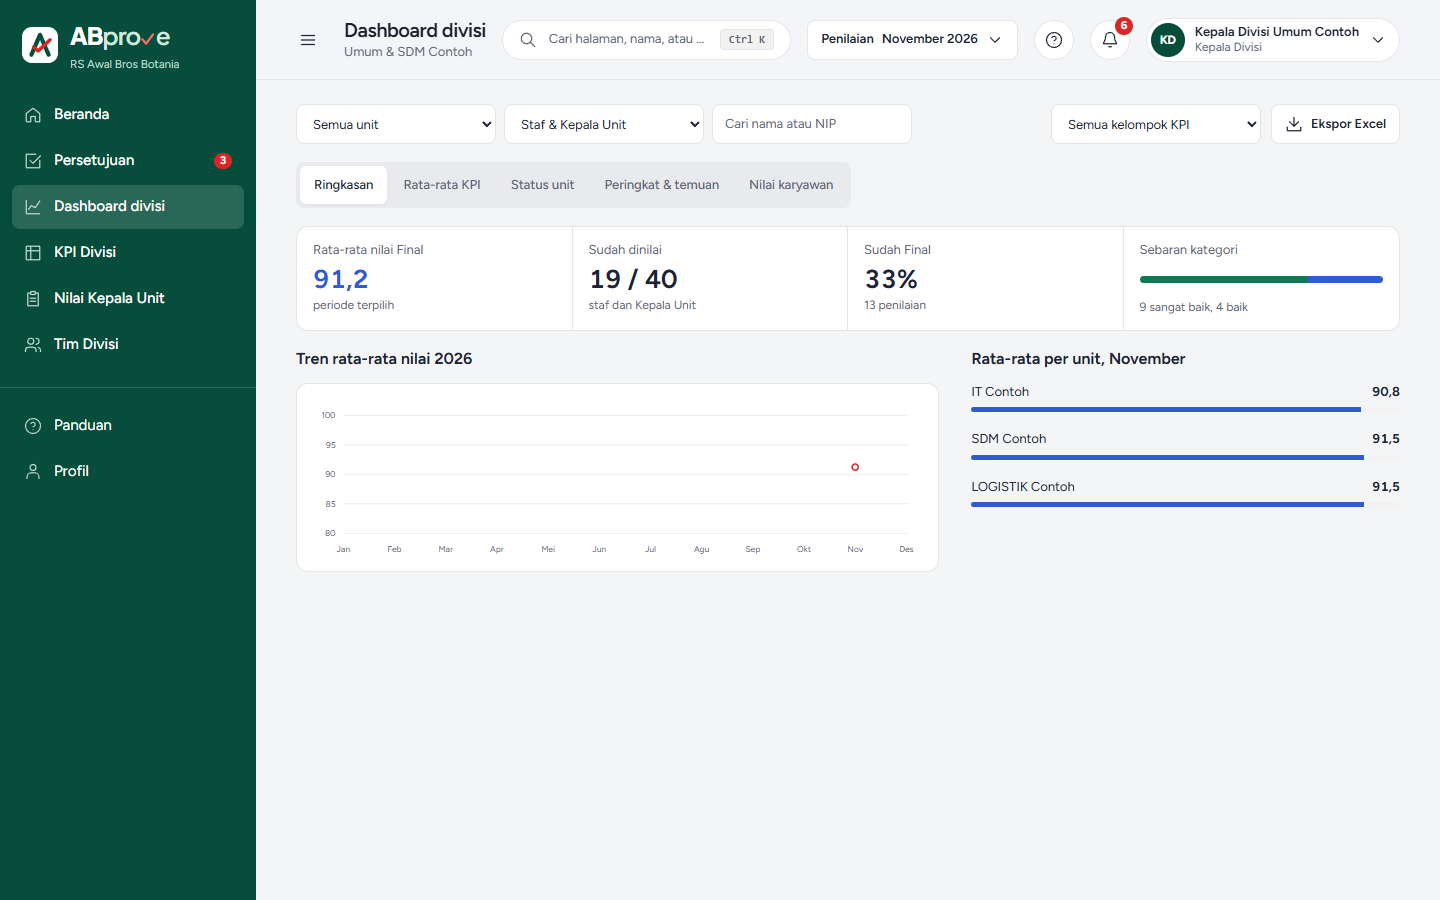 ABprove
RS Awal Bros Botania
Beranda
Persetujuan 3
Dashboard divisi
KPI Divisi
Nilai Kepala Unit
Tim Divisi
Panduan
Profil
Dashboard divisi
Umum & SDM Contoh
Cari halaman, nama, atau ... Ctrl K
Penilaian November 2026
6
KD
Kepala Divisi Umum Contoh
Kepala Divisi
Semua unit
Staf & Kepala Unit
Cari nama atau NIP
Semua kelompok KPI
Ekspor Excel
Ringkasan
Rata-rata KPI
Status unit
Peringkat & temuan
Nilai karyawan
Rata-rata nilai Final
91,2
periode terpilih
Sudah dinilai
19 / 40
staf dan Kepala Unit
Sudah Final
33%
13 penilaian
Sebaran kategori
9 sangat baik, 4 baik
Tren rata-rata nilai 2026
100
95
90
85
80
Jan Feb Mar Apr Mei Jun Jul Agu Sep Okt Nov Des
Rata-rata per unit, November
IT Contoh 90,8
SDM Contoh 91,5
LOGISTIK Contoh 91,5